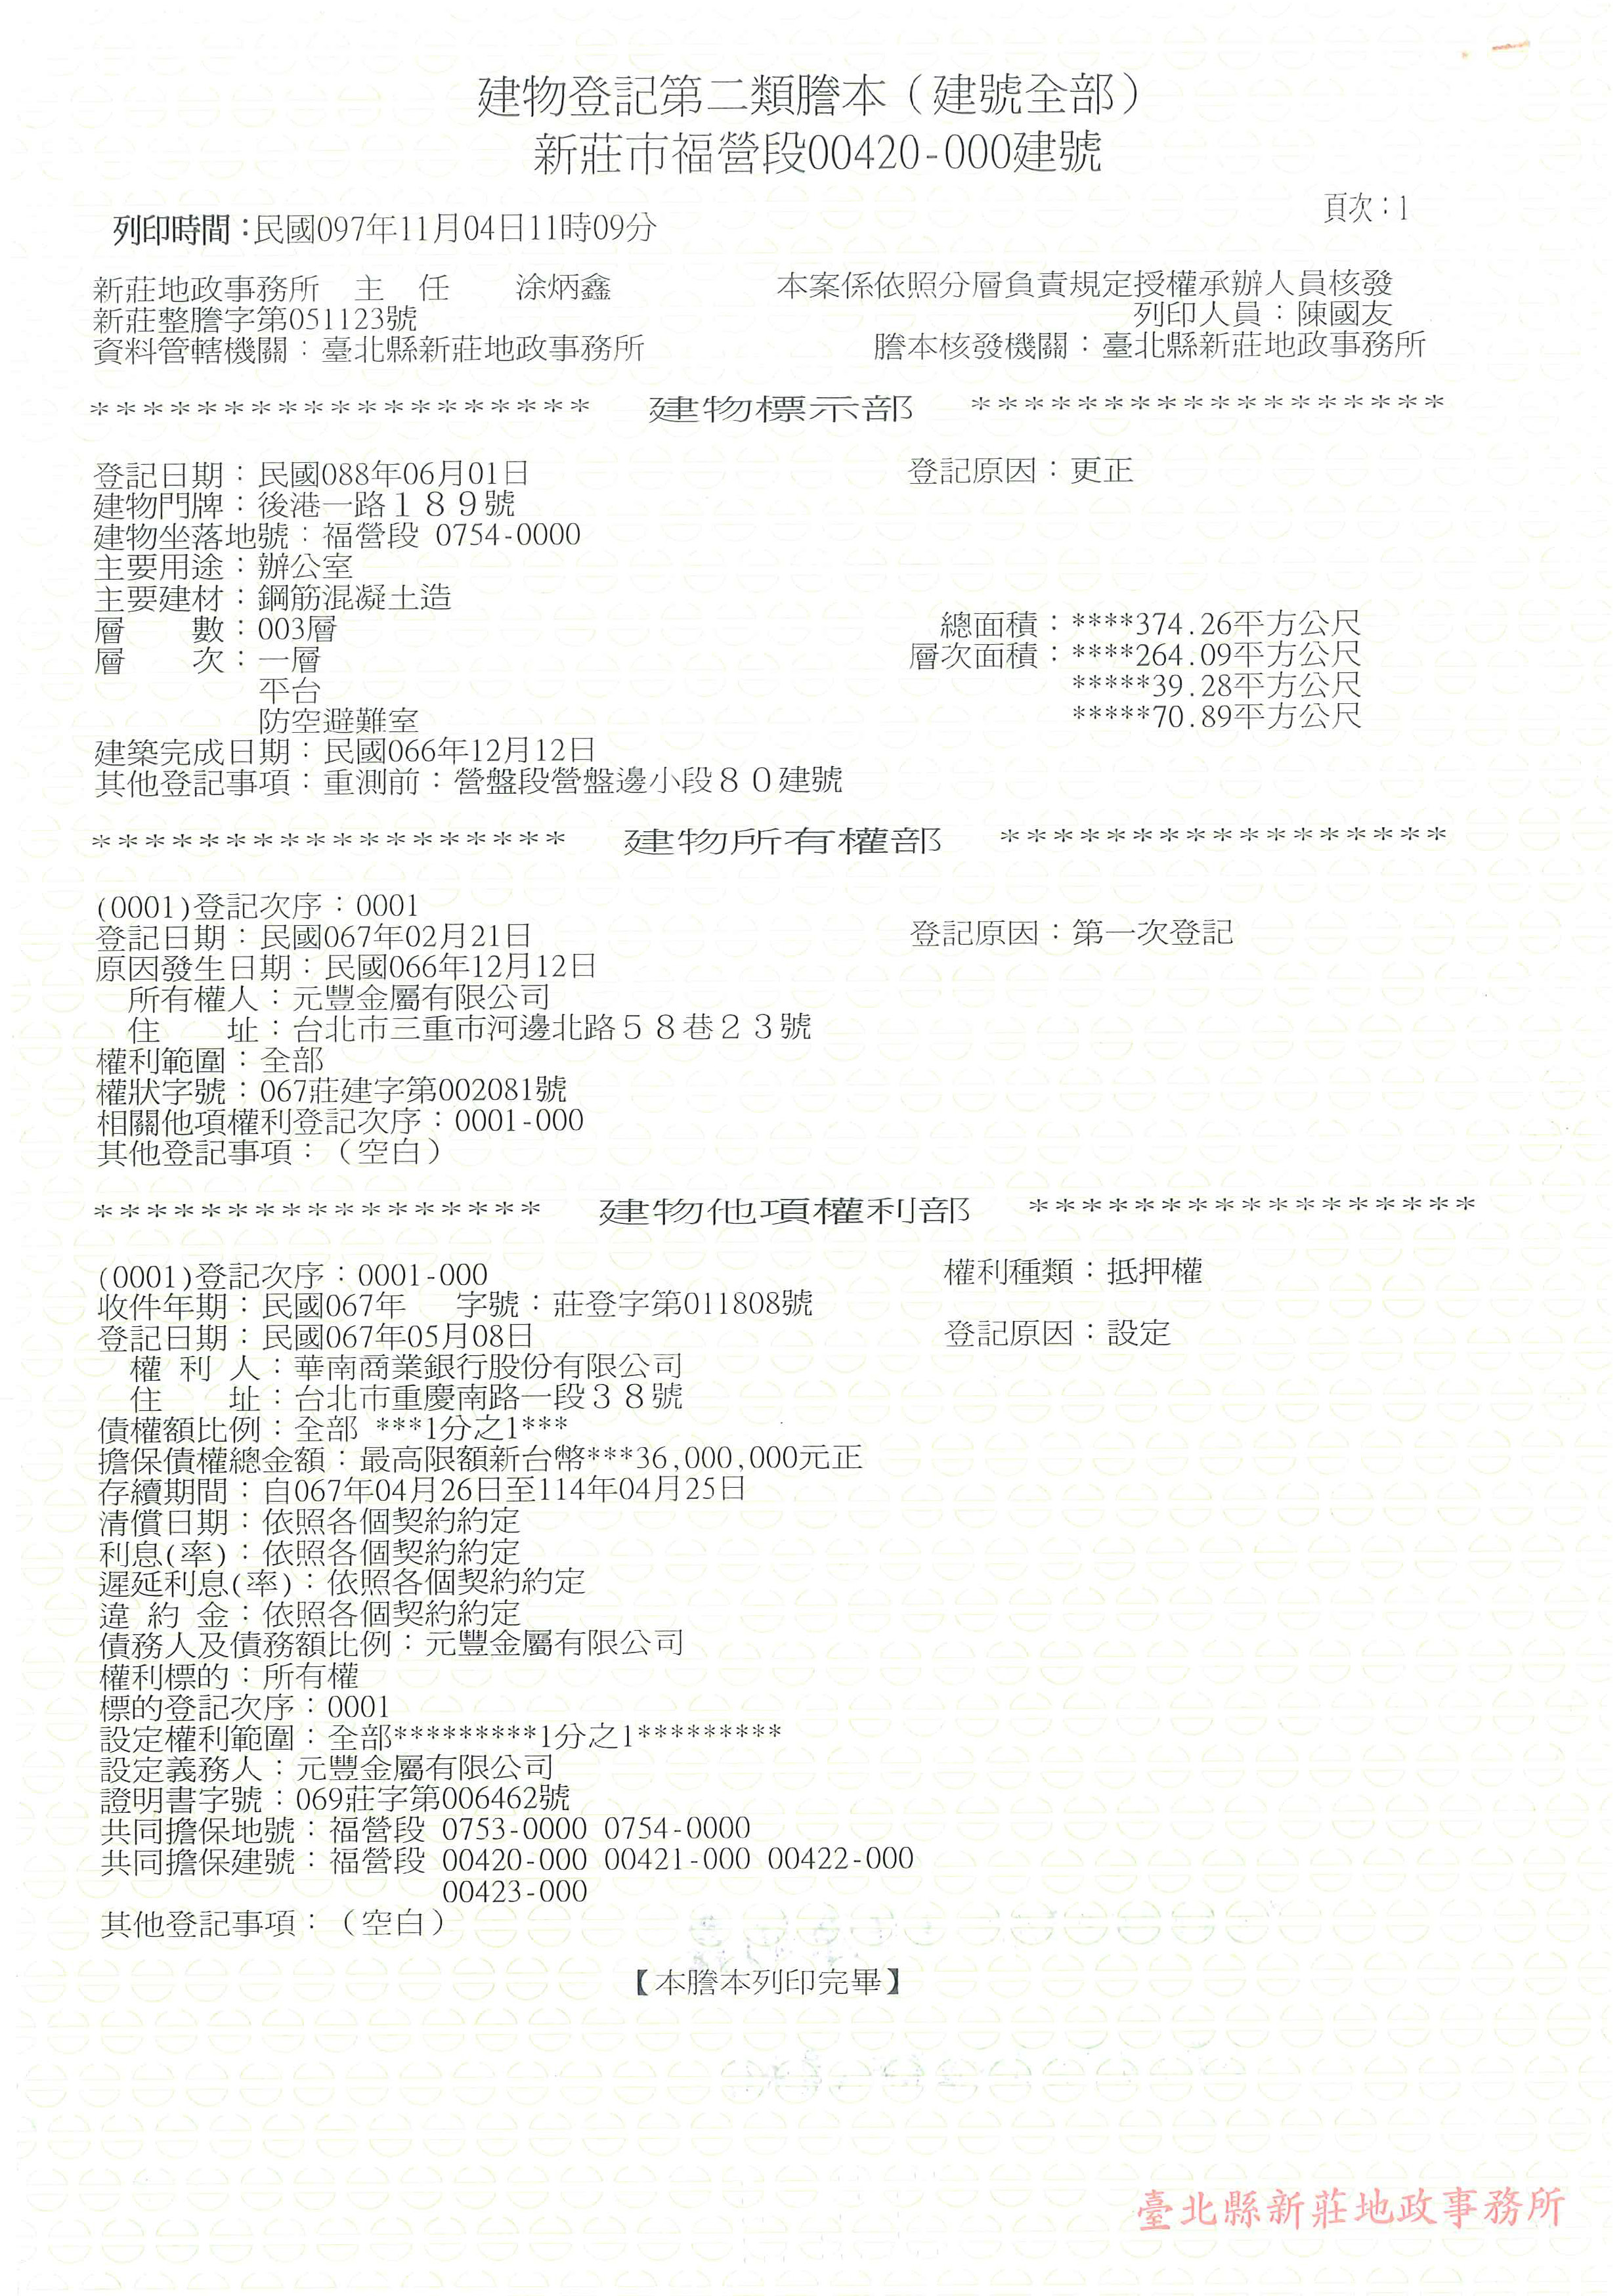 建物登記第二類謄本（建號全部）
新莊市福營段00420-000建號
頁次：1
列印時間：民國097年11月04日11時09分
新莊地政事務所　主　任　　涂炳鑫　　本案係依照分層負責規定授權承辦人員核發
新莊整謄字第051123號　　列印人員：陳國友
資料管轄機關：臺北縣新莊地政事務所　　謄本核發機關：臺北縣新莊地政事務所
*******************　建物標示部　******************
登記日期：民國088年06月01日　　登記原因：更正
建物門牌：後港一路１８９號
建物坐落地號：福營段 0754-0000
主要用途：辦公室
主要建材：鋼筋混凝土造
層　　數：003層　　總面積：****374.26平方公尺
層　　次：一層　　層次面積：****264.09平方公尺
平台　　*****39.28平方公尺
防空避難室　　*****70.89平方公尺
建築完成日期：民國066年12月12日
其他登記事項：重測前：營盤段營盤邊小段８０建號
******************　建物所有權部　*****************
(0001)登記次序：0001
登記日期：民國067年02月21日　　登記原因：第一次登記
原因發生日期：民國066年12月12日
所有權人：元豐金屬有限公司
住　　址：台北市三重市河邊北路５８巷２３號
權利範圍：全部
權狀字號：067莊建字第002081號
相關他項權利登記次序：0001-000
其他登記事項：（空白）
*****************　建物他項權利部　*****************
(0001)登記次序：0001-000　　權利種類：抵押權
收件年期：民國067年　字號：莊登字第011808號
登記日期：民國067年05月08日　　登記原因：設定
權 利 人：華南商業銀行股份有限公司
住　　址：台北市重慶南路一段３８號
債權額比例：全部 ***1分之1***
擔保債權總金額：最高限額新台幣***36,000,000元正
存續期間：自067年04月26日至114年04月25日
清償日期：依照各個契約約定
利息(率)：依照各個契約約定
遲延利息(率)：依照各個契約約定
違 約 金：依照各個契約約定
債務人及債務額比例：元豐金屬有限公司
權利標的：所有權
標的登記次序：0001
設定權利範圍：全部*********1分之1*********
設定義務人：元豐金屬有限公司
證明書字號：069莊字第006462號
共同擔保地號：福營段 0753-0000 0754-0000
共同擔保建號：福營段 00420-000 00421-000 00422-000
00423-000
其他登記事項：（空白）
【本謄本列印完畢】
臺北縣新莊地政事務所